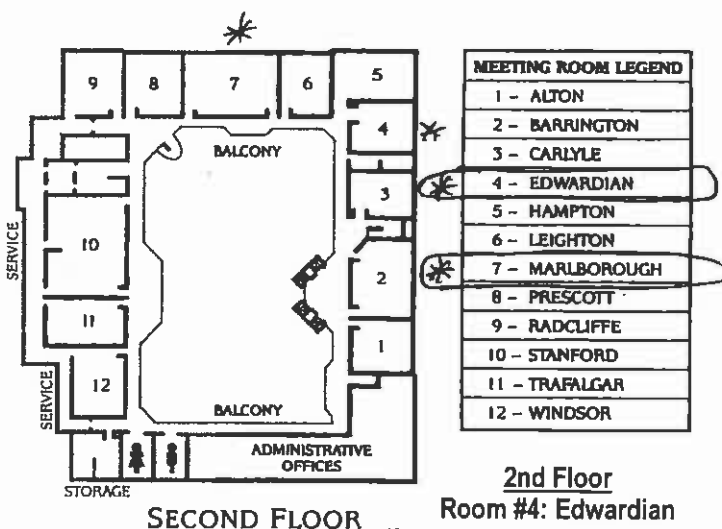 9
8
7
6
5
4
3
2
1
10
11
12
BALCONY
BALCONY
SERVICE
SERVICE
STORAGE
ADMINISTRATIVE
OFFICES
SECOND FLOOR
MEETING ROOM LEGEND
1 - ALTON
2 - BARRINGTON
3 - CARLYLE
4 - EDWARDIAN
5 - HAMPTON
6 - LEIGHTON
7 - MARLBOROUGH
8 - PRESCOTT
9 - RADCLIFFE
10 - STANFORD
11 - TRAFALGAR
12 - WINDSOR
2nd Floor
Room #4: Edwardian